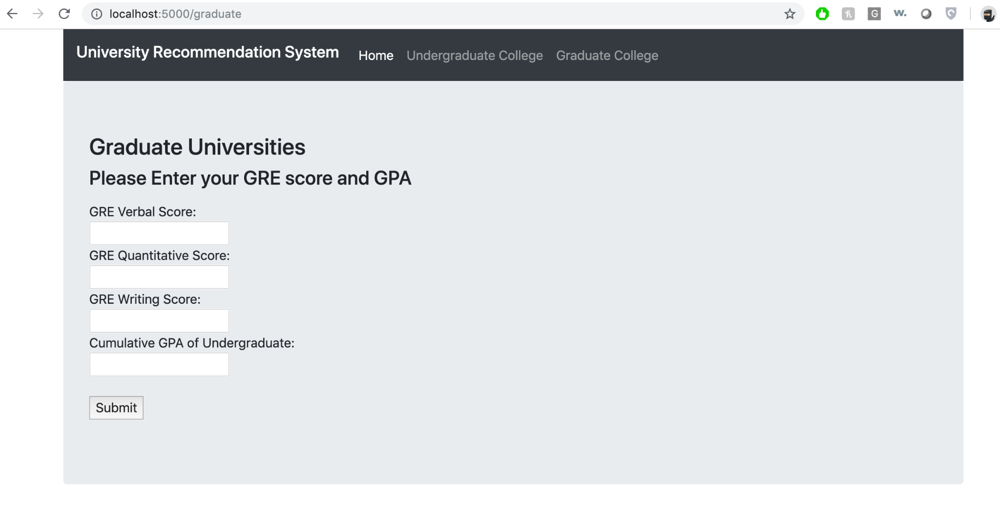 localhost:5000/graduate
G
w.
University Recommendation System Home Undergraduate College Graduate College
Graduate Universities
Please Enter your GRE score and GPA
GRE Verbal Score:
GRE Quantitative Score:
GRE Writing Score:
Cumulative GPA of Undergraduate:
Submit